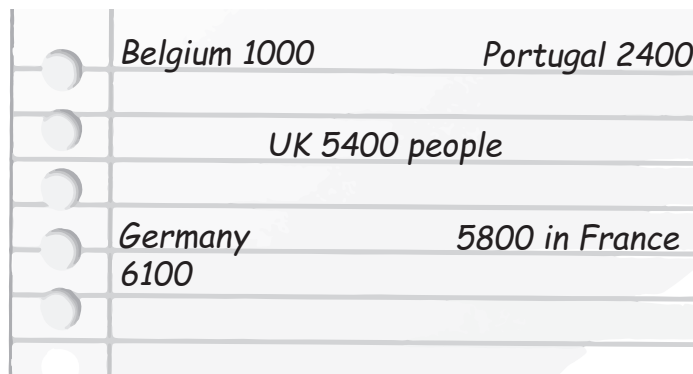 Belgium 1000
Portugal 2400
UK 5400 people
Germany
6100
5800 in France